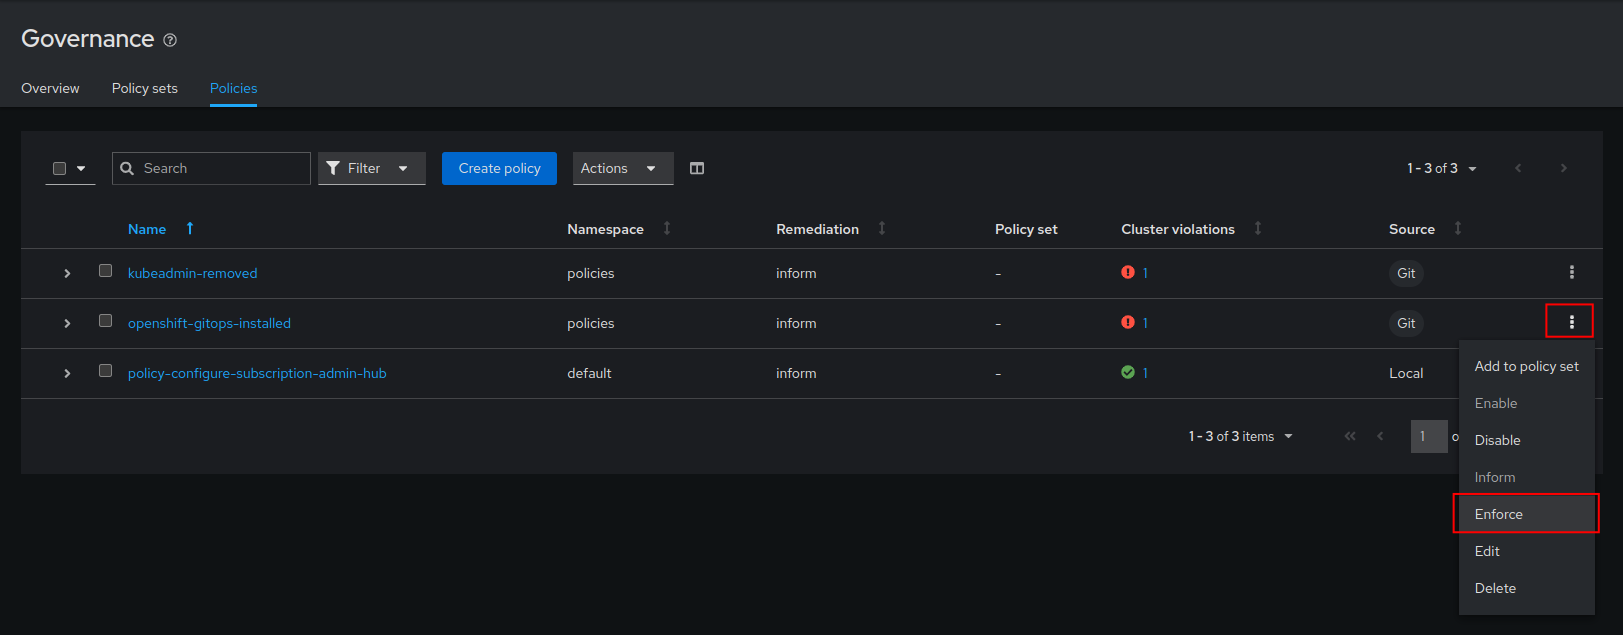 Governance
Overview Policy sets Policies
Search Filter Create policy Actions 1 - 3 of 3
Name Namespace Remediation Policy set Cluster violations Source
kubeadmin-removed policies inform - 1 Git
openshift-gitops-installed policies inform - 1 Git
policy-configure-subscription-admin-hub default inform - 1 Local
1 - 3 of 3 items 1 o
Add to policy set
Enable
Disable
Inform
Enforce
Edit
Delete